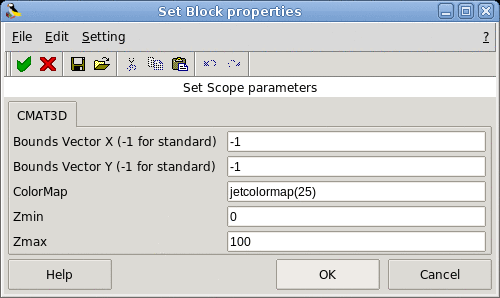 Set Block properties
File Edit Setting ?
Set Scope parameters
CMAT3D
Bounds Vector X (-1 for standard) -1
Bounds Vector Y (-1 for standard) -1
ColorMap jetcolormap(25)
Zmin 0
Zmax 100
Help OK Cancel